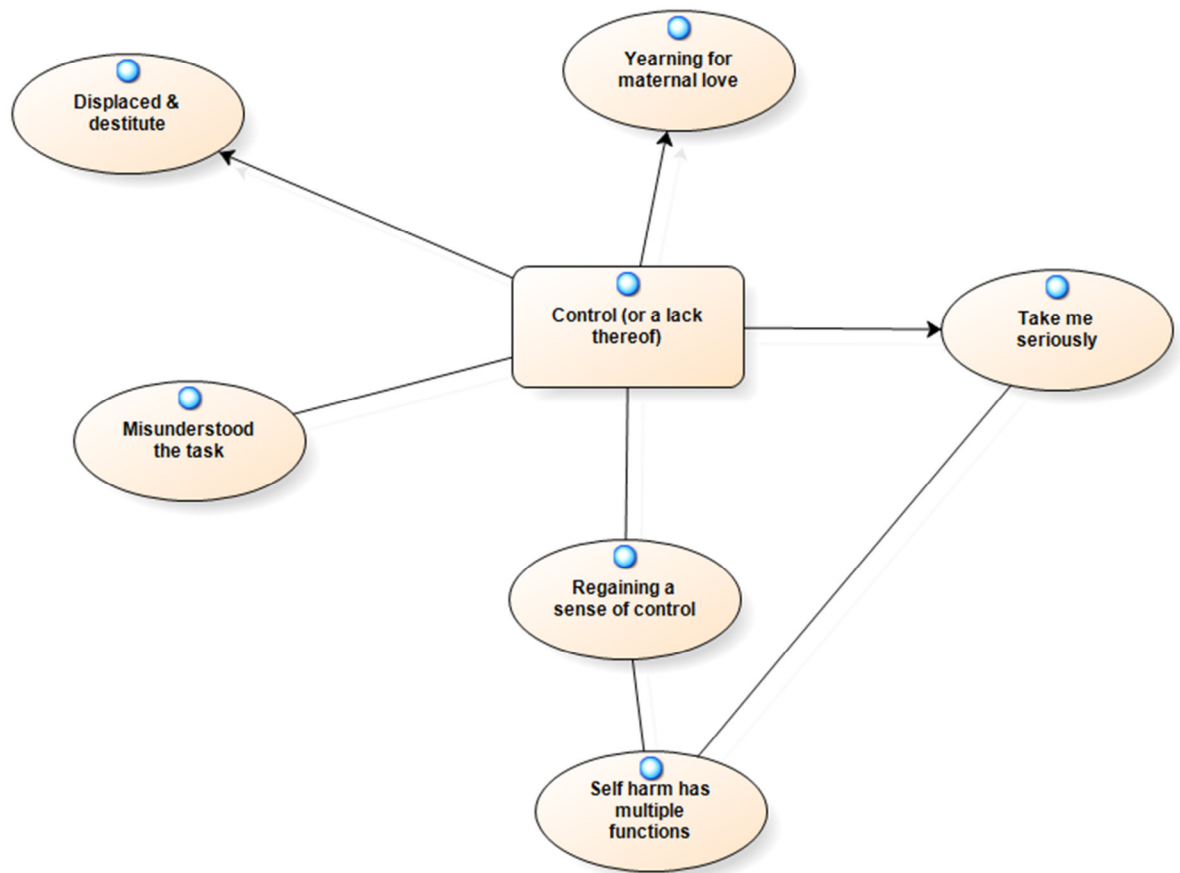 Yearning for
maternal love
Displaced &
destitute
Control (or a lack
thereof)
Take me
seriously
Misunderstood
the task
Regaining a
sense of control
Self harm has
multiple
functions